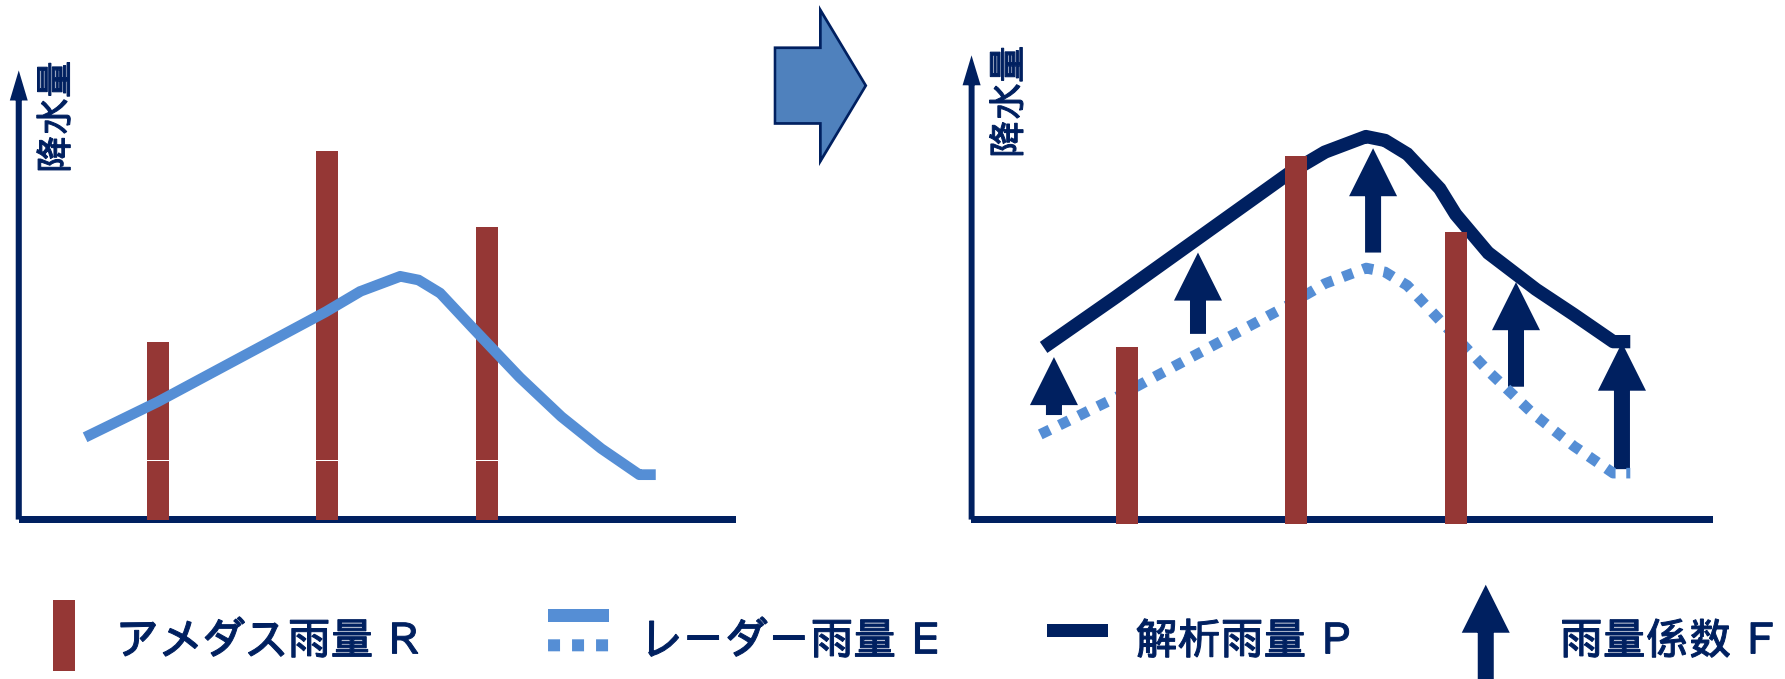 降水量
降水量
アメダス雨量 R
レーダー雨量 E
解析雨量 P
雨量係数 F